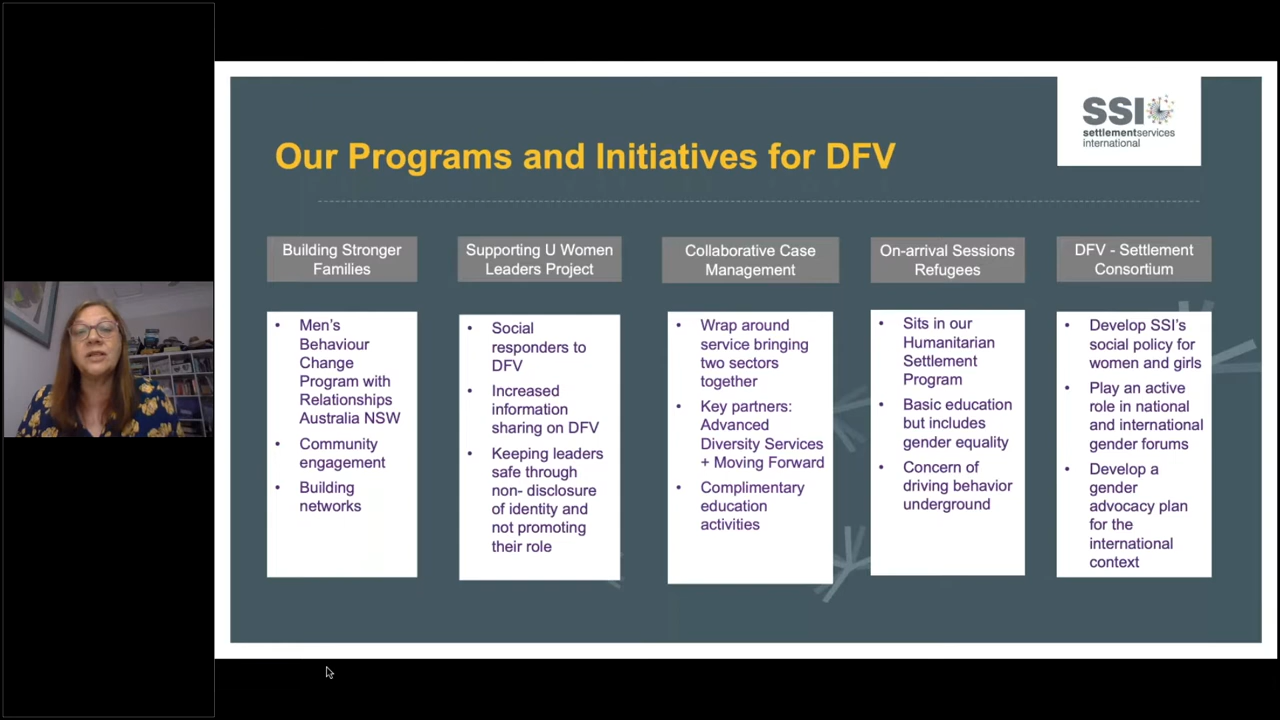 SSI
settlementservices
international
Our Programs and Initiatives for DFV
Building Stronger
Families
• Men's
Behaviour
Change
Program with
Relationships
Australia NSW
• Community
engagement
• Building
networks
Supporting U Women
Leaders Project
• Social
responders to
DFV
• Increased
information
sharing on DFV
• Keeping leaders
safe through
non- disclosure
of identity and
not promoting
their role
Collaborative Case
Management
• Wrap around
service bringing
two sectors
together
• Key partners:
Advanced
Diversity Services
+ Moving Forward
• Complimentary
education
activities
On-arrival Sessions
Refugees
• Sits in our
Humanitarian
Settlement
Program
• Basic education
but includes
gender equality
• Concern of
driving behavior
underground
DFV - Settlement
Consortium
• Develop SSI's
social policy for
women and girls
• Play an active
role in national
and international
gender forums
• Develop a
gender
advocacy plan
for the
international
context